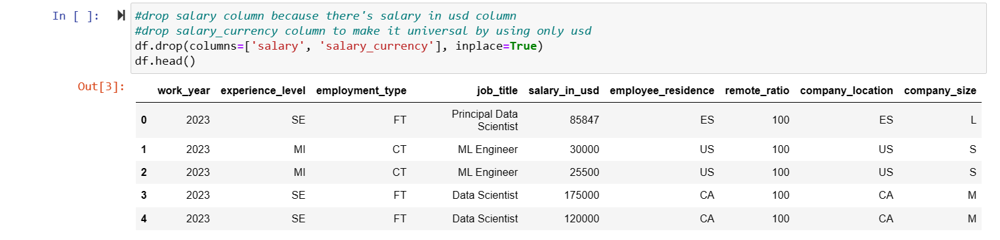 In [ ]: #drop salary column because there's salary in usd column
#drop salary_currency column to make it universal by using only usd
df.drop(columns=['salary', 'salary_currency'], inplace=True)
df.head()
Out[3]:
work_year experience_level employment_type job_title salary_in_usd employee_residence remote_ratio company_location company_size
0 2023 SE FT Principal Data Scientist 85847 ES 100 ES L
1 2023 MI CT ML Engineer 30000 US 100 US S
2 2023 MI CT ML Engineer 25500 US 100 US S
3 2023 SE FT Data Scientist 175000 CA 100 CA M
4 2023 SE FT Data Scientist 120000 CA 100 CA M